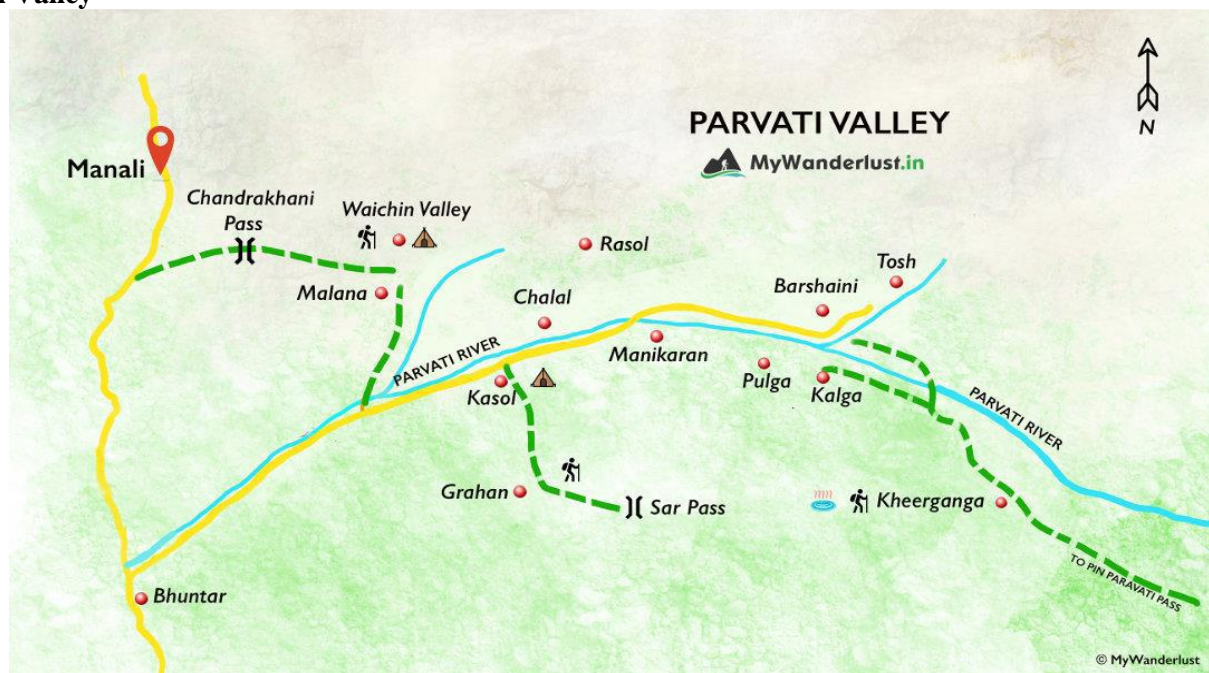 Valley
PARVATI VALLEY
MyWanderlust.in
N
Manali
Chandrakhani
Pass
Waichin Valley
Rasol
Malana
Chalal
Barshaini
Tosh
PARVATI RIVER
Manikaran
Kasol
Pulga
Kalga
PARVATI RIVER
Grahan
Sar Pass
Kheerganga
TO PIN PARAVATI PASS
Bhuntar
© MyWanderlust